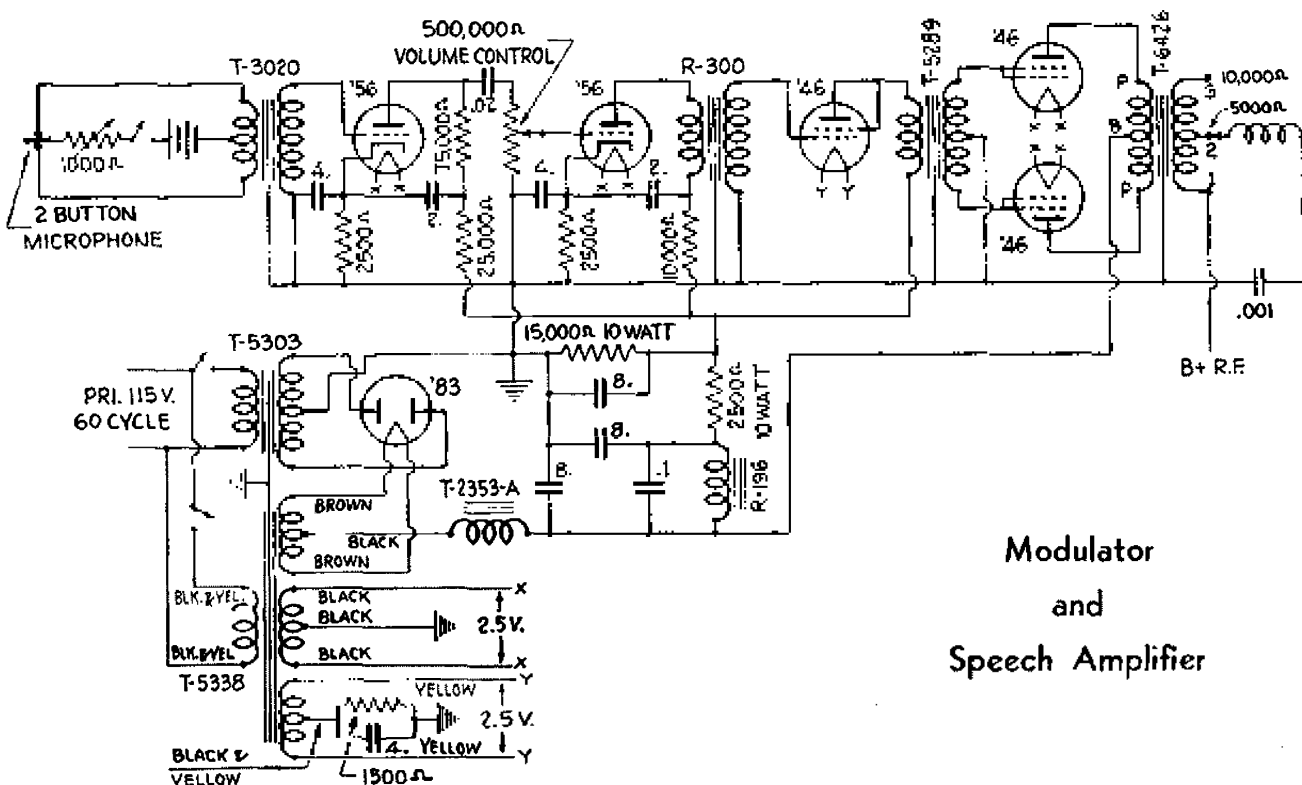 500,000Ω
VOLUME CONTROL
T-3020
'56
.02
'56
R-300
'46
T-5289
'46
T-6426
10,000Ω
5000Ω
1000Ω
75,000Ω
P
B
P
2
4.
2.
4.
2.
X X
X X
Y Y
X X
X X
2 BUTTON
MICROPHONE
2500Ω
25,000Ω
2500Ω
10,000Ω
'46
.001
15,000Ω 10 WATT
B+ R.F.
T-5303
'83
8.
8.
8.
.1
2500Ω
10 WATT
R-196
PRI. 115 V.
60 CYCLE
T-2353-A
BROWN
BLACK
BROWN
BLK. & YEL.
BLACK
X
BLACK
2.5 V.
BLK. & YEL
BLACK
X
T-5338
Y
YELLOW
2.5 V.
4.
YELLOW
Y
BLACK &
YELLOW
1500Ω
Modulator
and
Speech Amplifier